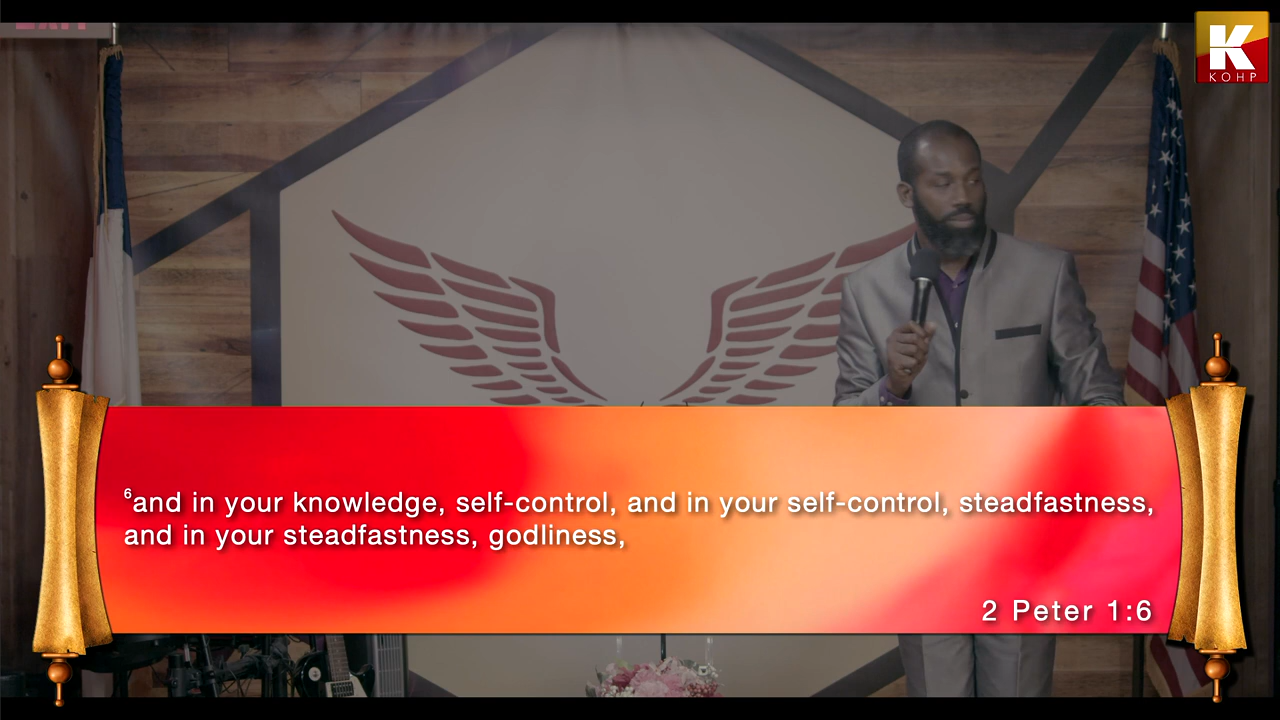 EXIT
K
KOHP
6and in your knowledge, self-control, and in your self-control, steadfastness,
and in your steadfastness, godliness,
2 Peter 1:6